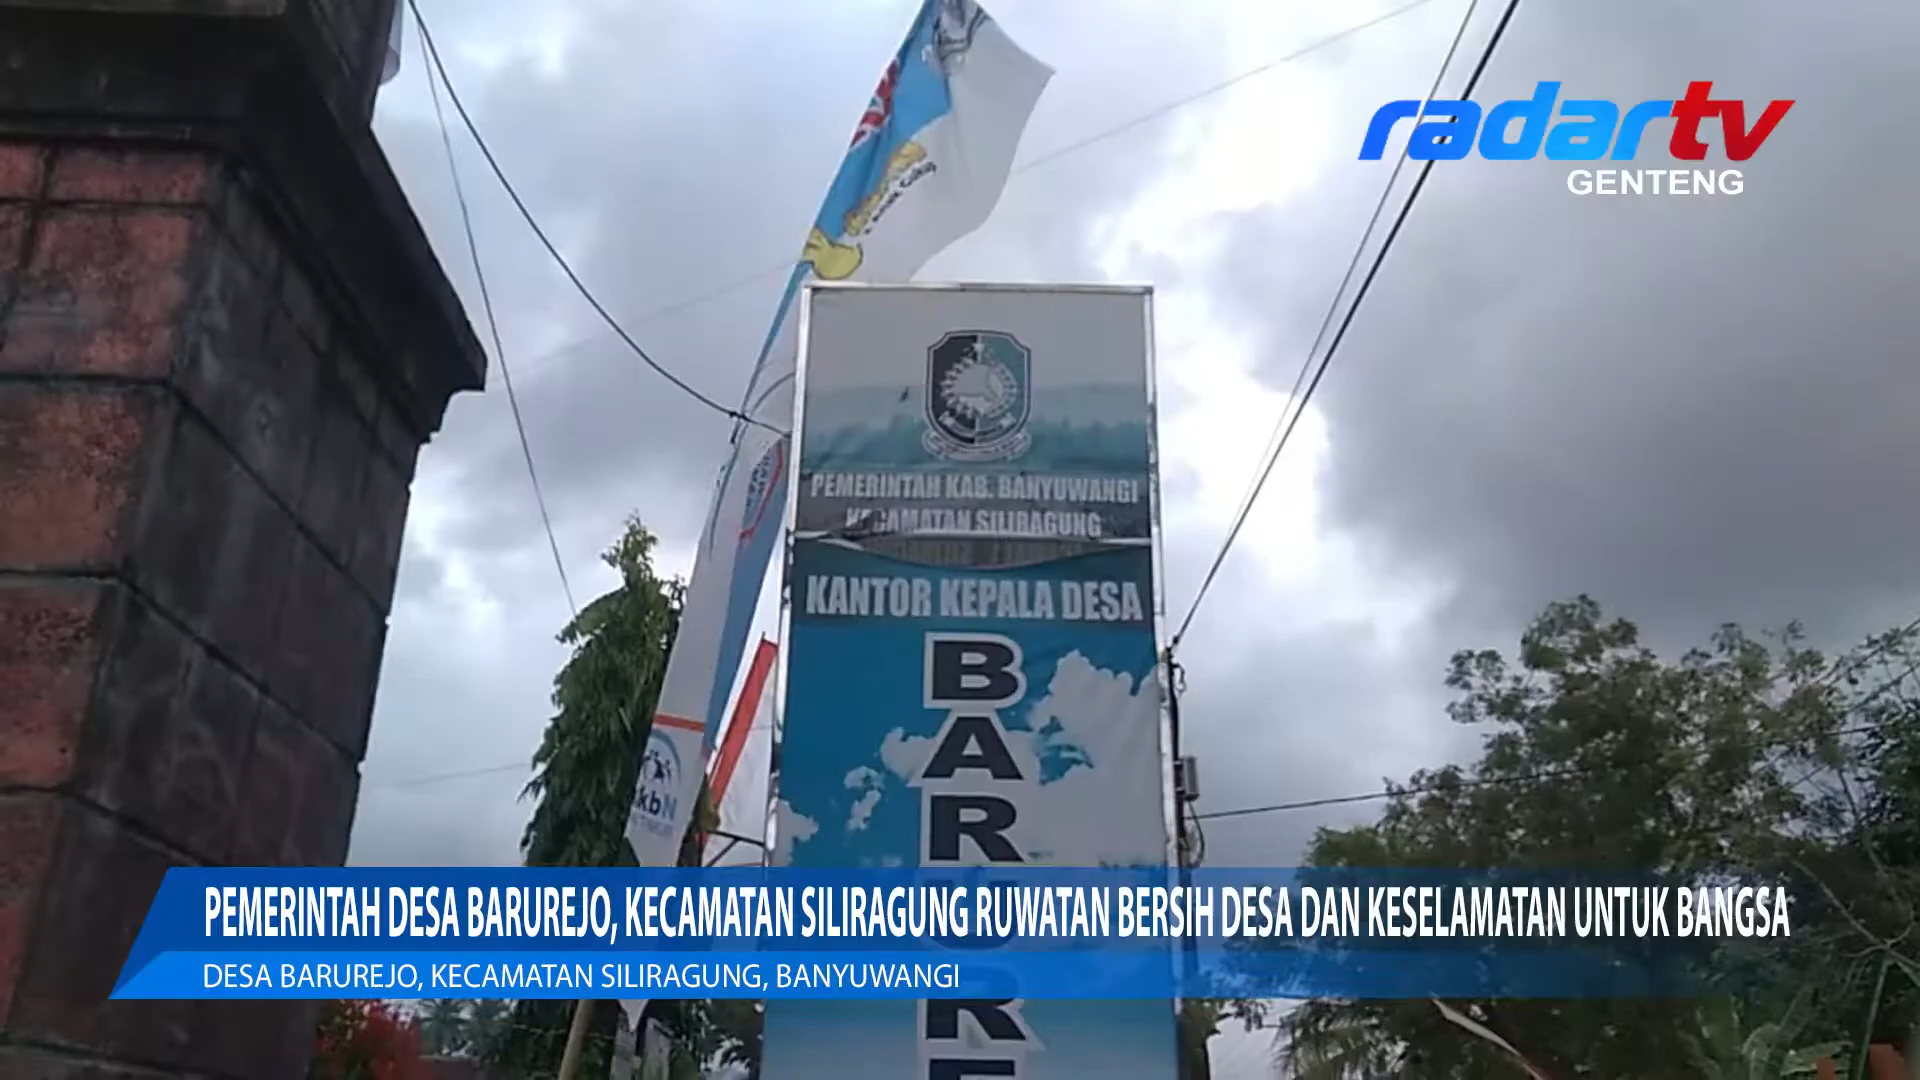 radartv
GENTENG
PEMERINTAH KAB. BANYUWANGI
KECAMATAN SILIRAGUNG
KANTOR KEPALA DESA
B
A
R
U
R
E
kbN
PEMERINTAH DESA BARUREJO, KECAMATAN SILIRAGUNG RUWATAN BERSIH DESA DAN KESELAMATAN UNTUK BANGSA
DESA BARUREJO, KECAMATAN SILIRAGUNG, BANYUWANGI